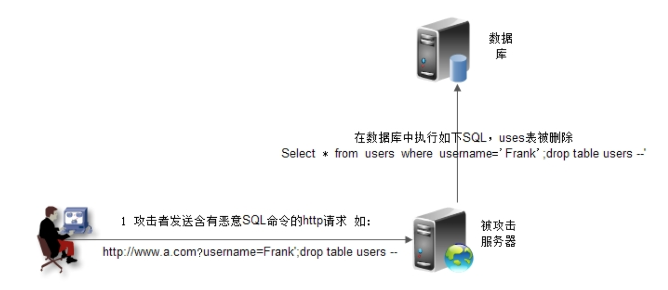 数据
库
在数据库中执行如下SQL，uses表被删除
Select * from users where username='Frank';drop table users --'
1 攻击者发送含有恶意SQL命令的http请求 如：
http://www.a.com?username=Frank';drop table users --
被攻击
服务器